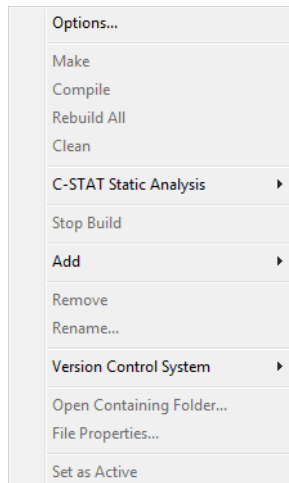 Options...
Make
Compile
Rebuild All
Clean
C-STAT Static Analysis
Stop Build
Add
Remove
Rename...
Version Control System
Open Containing Folder...
File Properties...
Set as Active